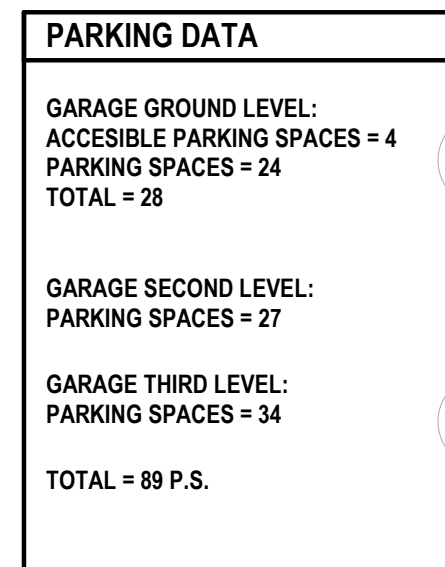 PARKING DATA
GARAGE GROUND LEVEL:
ACCESIBLE PARKING SPACES = 4
PARKING SPACES = 24
TOTAL = 28
GARAGE SECOND LEVEL:
PARKING SPACES = 27
GARAGE THIRD LEVEL:
PARKING SPACES = 34
TOTAL = 89 P.S.